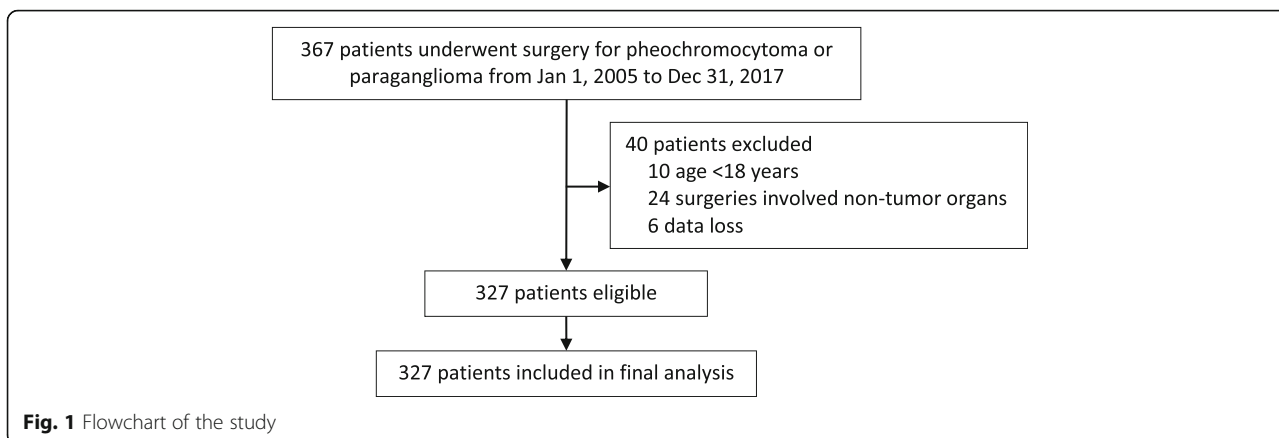 367 patients underwent surgery for pheochromocytoma or
paraganglioma from Jan 1, 2005 to Dec 31, 2017
40 patients excluded
10 age <18 years
24 surgeries involved non-tumor organs
6 data loss
327 patients eligible
327 patients included in final analysis
Fig. 1 Flowchart of the study